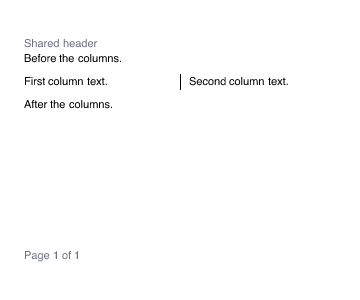 Shared header
Before the columns.
First column text.
Second column text.
After the columns.
Page 1 of 1